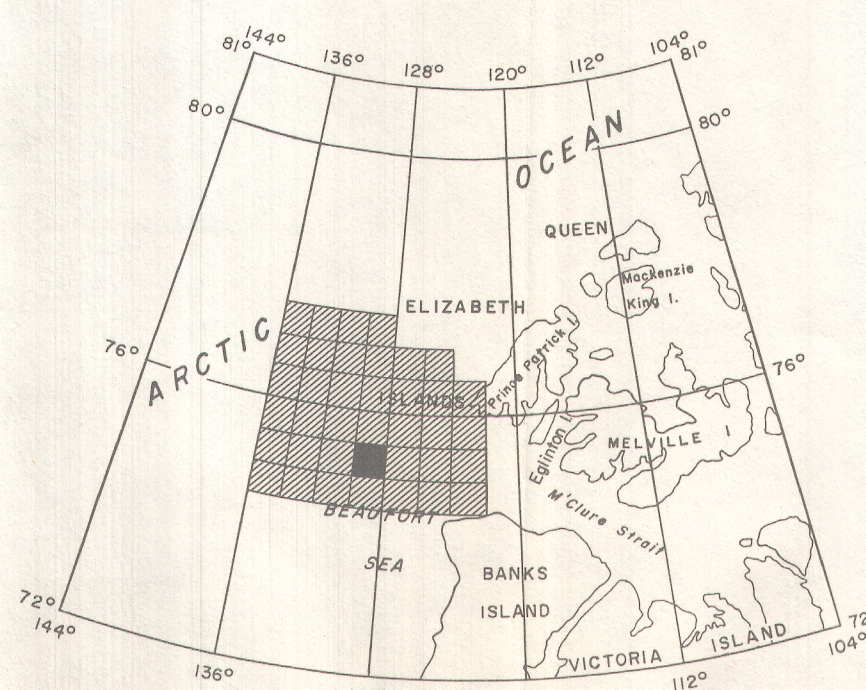 144°
81°
136°
128°
120°
112°
104°
81°
80°
80°
OCEAN
QUEEN
Mackenzie
King I.
ELIZABETH
ARCTIC
76°
76°
Prince Patrick I.
ISLANDS
Eglinton I.
MELVILLE I
M'Clure Strait
BEAUFORT
SEA
BANKS
ISLAND
VICTORIA
ISLAND
72°
144°
136°
112°
72
104°